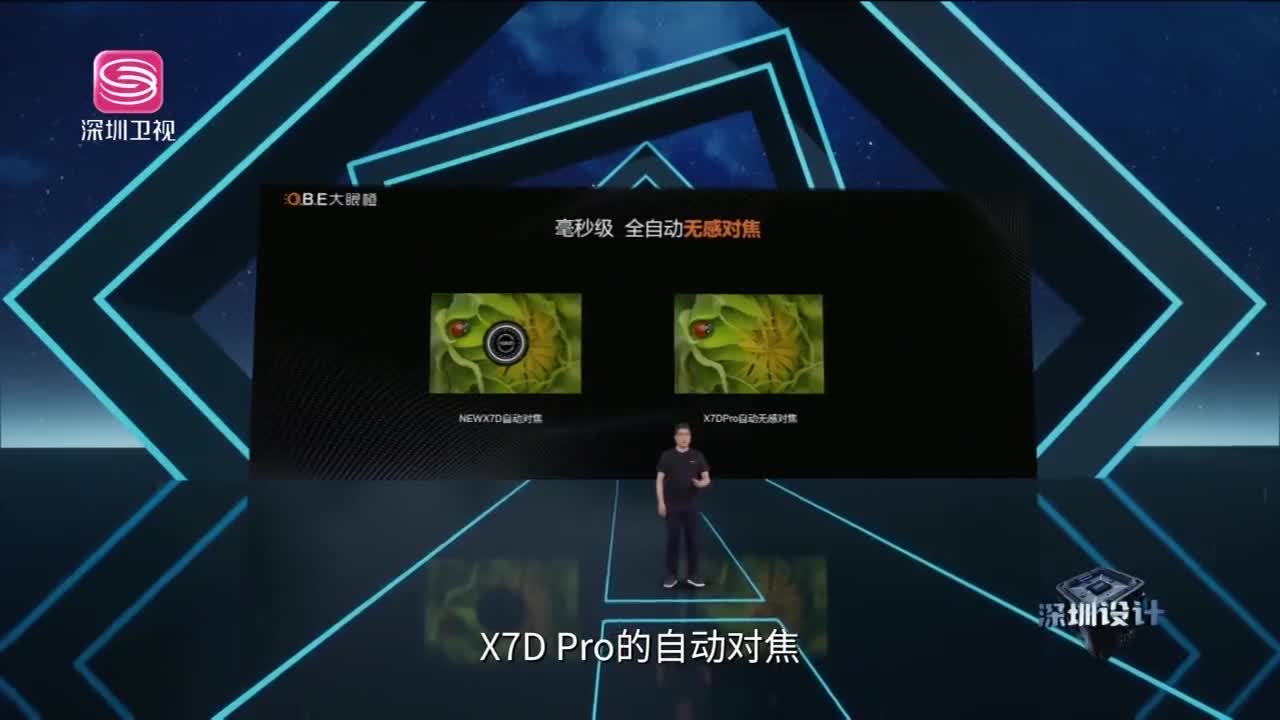 深圳卫视
O.B.E大眼橙
毫秒级 全自动无感对焦
NEWX7D自动对焦
X7DPro自动无感对焦
深圳设计
X7D Pro的自动对焦